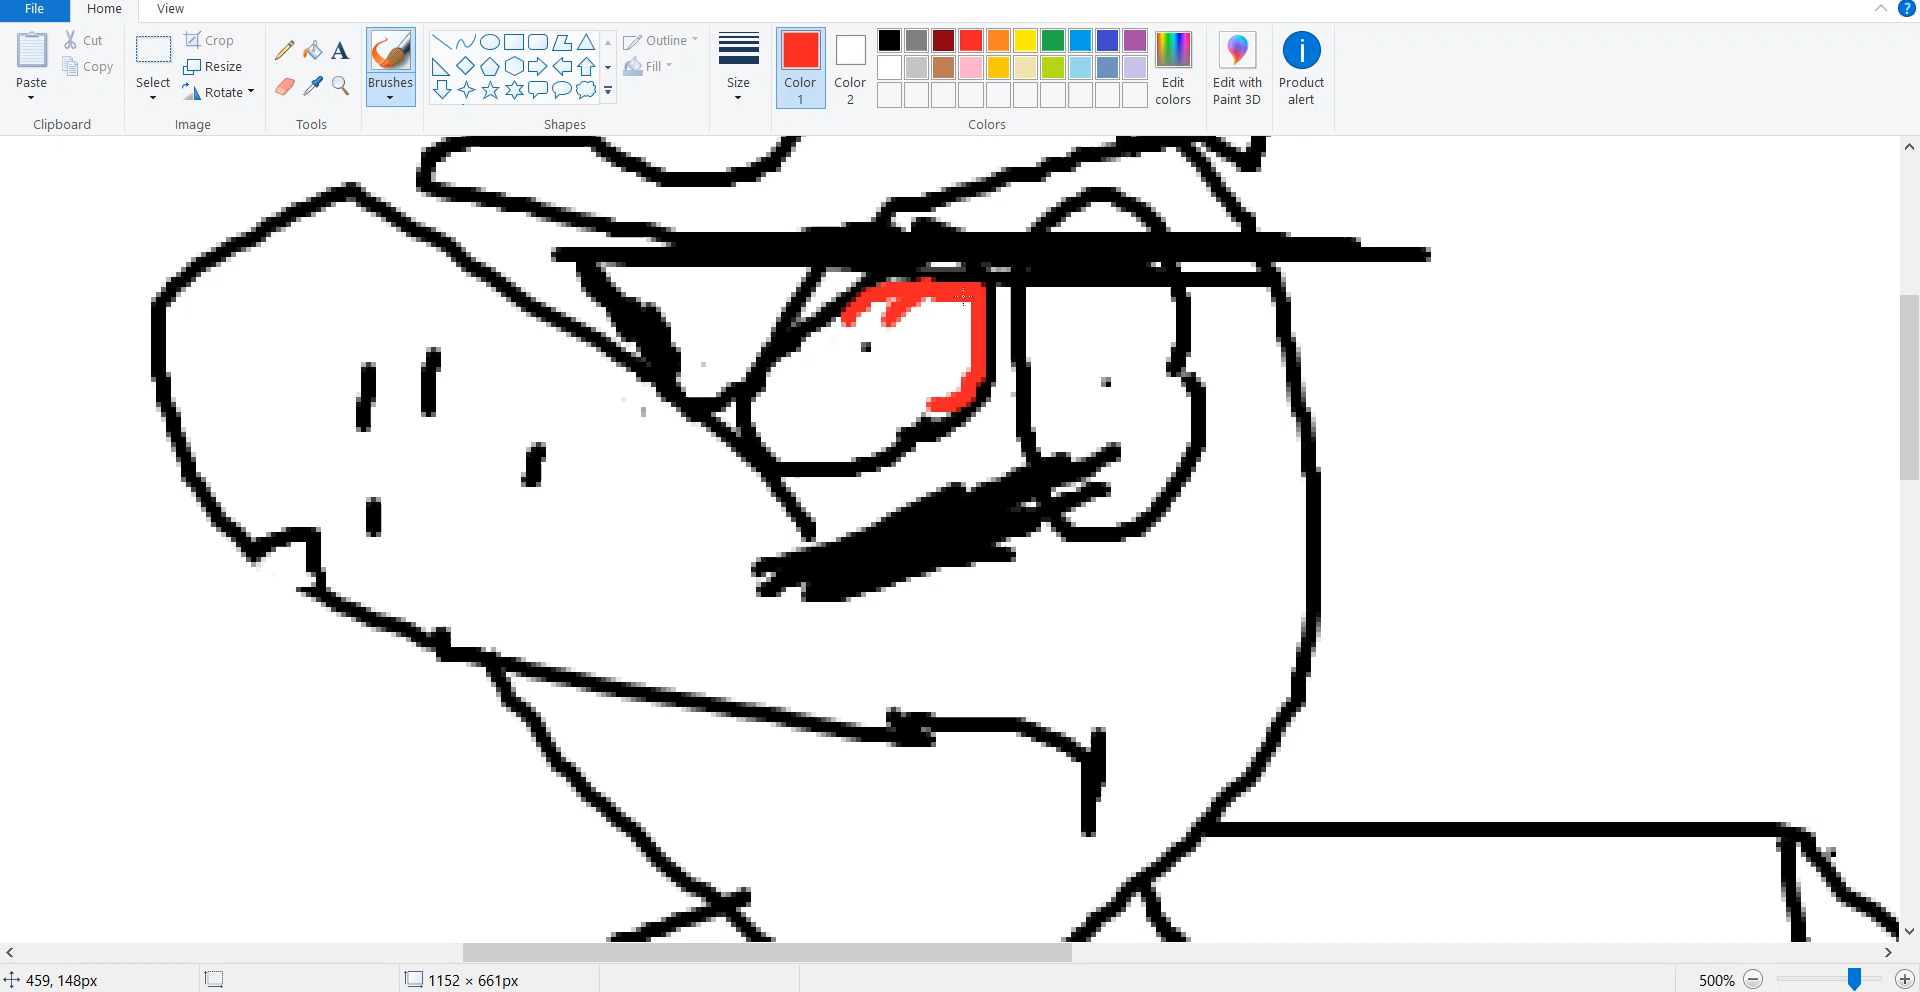 File Home View
Paste
Cut
Copy
Clipboard
Select
Crop
Resize
Rotate
Image
A
Tools
Brushes
Outline
Fill
Shapes
Size
Color 1
Color 2
Edit colors
Colors
Edit with Paint 3D
Product alert
459, 148px
1152 × 661px
500%